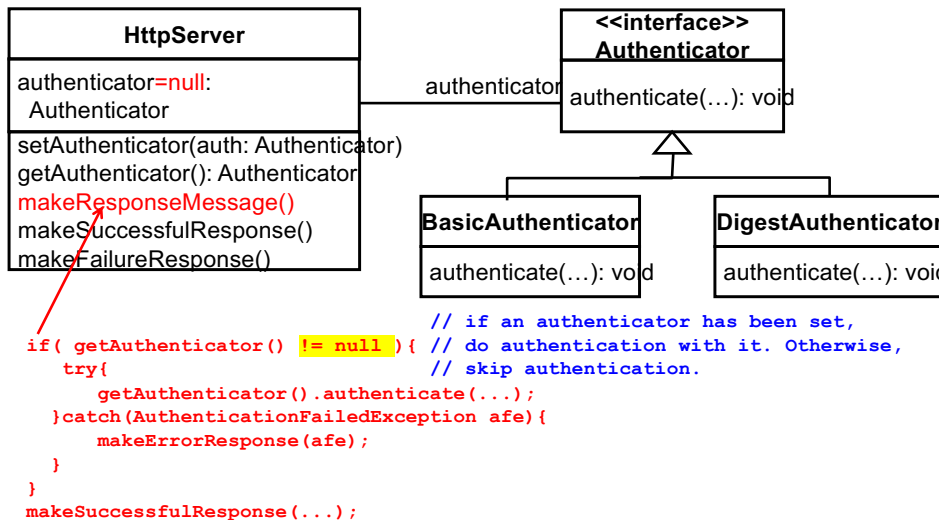 HttpServer
authenticator=null:
Authenticator
setAuthenticator(auth: Authenticator)
getAuthenticator(): Authenticator
makeResponseMessage()
makeSuccessfulResponse()
makeFailureResponse()
authenticator
<<interface>>
Authenticator
authenticate(…): void
BasicAuthenticator
authenticate(…): void
DigestAuthenticator
authenticate(…): void
if( getAuthenticator() != null ){ // if an authenticator has been set,
// do authentication with it. Otherwise,
try{ // skip authentication.
getAuthenticator().authenticate(...);
}catch(AuthenticationFailedException afe){
makeErrorResponse(afe);
}
}
makeSuccessfulResponse(...);